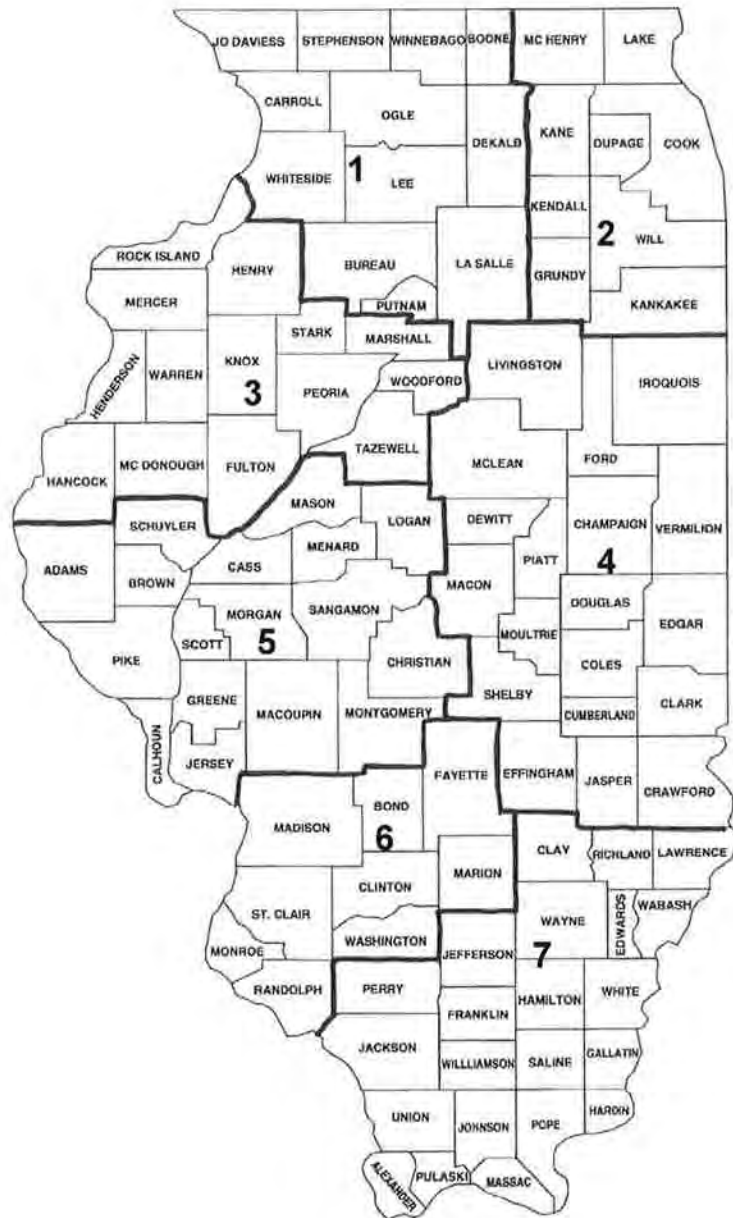 JO DAVIESS STEPHENSON WINNEBAGO BOONE MC HENRY LAKE
CARROLL OGLE DEKALB KANE DUPAGE COOK
WHITESIDE 1 LEE KENDALL 2 WILL
ROCK ISLAND HENRY BUREAU LA SALLE GRUNDY
MERCER PUTNAM KANKAKEE
STARK MARSHALL
HENDERSON WARREN KNOX 3 PEORIA WOODFORD LIVINGSTON IROQUOIS
HANCOCK MC DONOUGH FULTON TAZEWELL MCLEAN FORD
MASON LOGAN DEWITT CHAMPAIGN VERMILION
SCHUYLER MENARD PIATT 4
ADAMS BROWN CASS MACON DOUGLAS
MORGAN SANGAMON EDGAR
PIKE SCOTT 5 CHRISTIAN MOULTRIE COLES
GREENE MACOUPIN MONTGOMERY SHELBY CUMBERLAND CLARK
CALHOUN JERSEY FAYETTE EFFINGHAM JASPER CRAWFORD
MADISON BOND
6 MARION CLAY RICHLAND LAWRENCE
CLINTON
ST. CLAIR WAYNE EDWARDS WABASH
MONROE WASHINGTON JEFFERSON 7
RANDOLPH PERRY FRANKLIN HAMILTON WHITE
JACKSON WILLLIAMSON SALINE GALLATIN
UNION JOHNSON POPE HARDIN
ALEXANDER PULASKI MASSAC